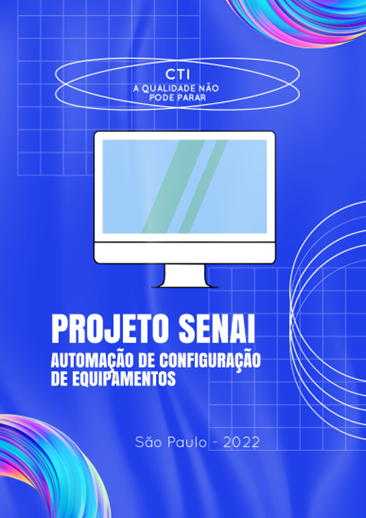 CTI
A QUALIDADE NÃO
PODE PARAR
PROJETO SENAI
AUTOMAÇÃO DE CONFIGURAÇÃO
DE EQUIPAMENTOS
São Paulo - 2022